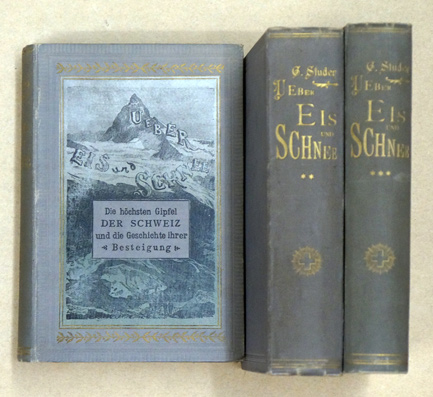 UEBER
EIS und
SCHNEE
Die höchsten Gipfel
DER SCHWEIZ
und die Geschichte ihrer
Besteigung
G. Studer
UEBER
EIS
UND
SCHNEE
G. Studer
UEBER
EIS
UND
SCHNEE